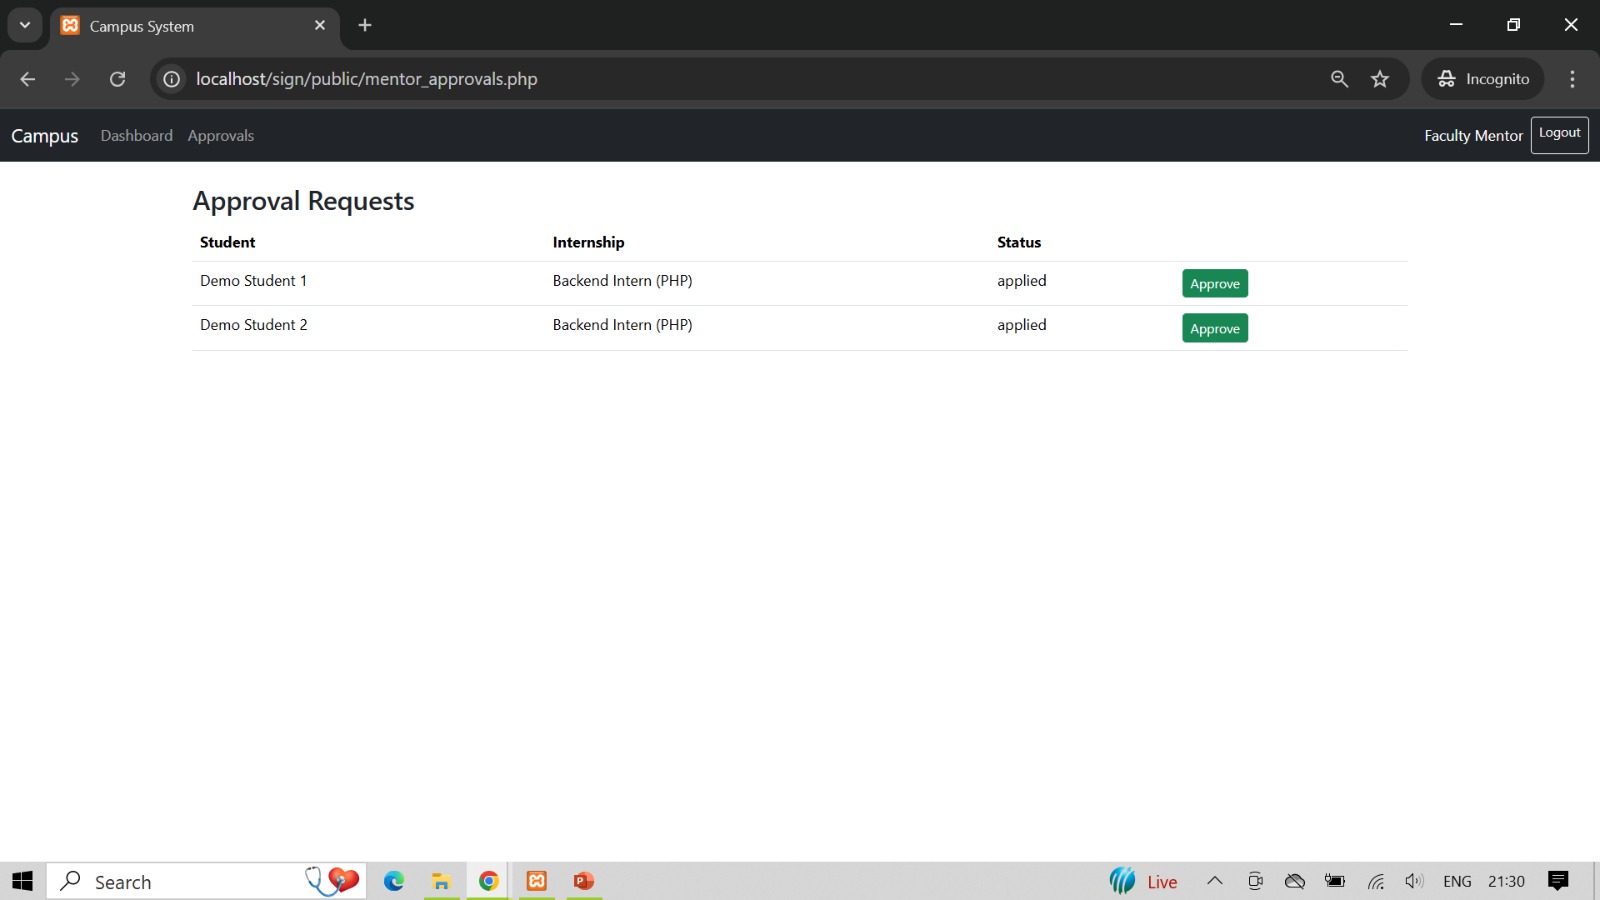 Campus System
localhost/sign/public/mentor_approvals.php
Incognito
Campus Dashboard Approvals Faculty Mentor Logout
Approval Requests
Student Internship Status
Demo Student 1 Backend Intern (PHP) applied Approve
Demo Student 2 Backend Intern (PHP) applied Approve
Search Live ENG 21:30